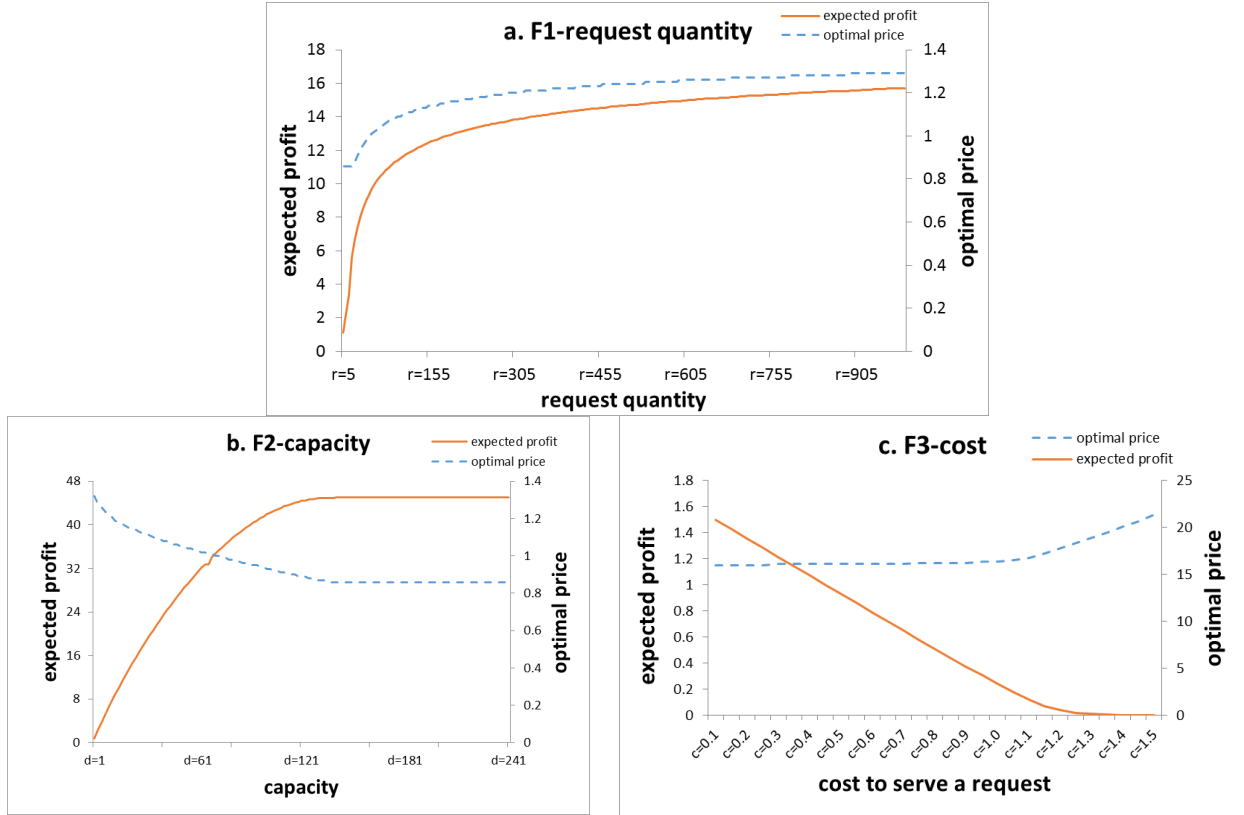 a. F1-request quantity
expected profit
optimal price
18
16
14
12
10
8
6
4
2
0
expected profit
1.4
1.2
1
0.8
0.6
0.4
0.2
0
optimal price
r=5 r=155 r=305 r=455 r=605 r=755 r=905
request quantity
b. F2-capacity
expected profit
optimal price
48
40
32
24
16
8
0
expected profit
1.4
1.2
1
0.8
0.6
0.4
0.2
0
optimal price
d=1 d=61 d=121 d=181 d=241
capacity
c. F3-cost
optimal price
expected profit
1.8
1.6
1.4
1.2
1
0.8
0.6
0.4
0.2
0
expected profit
25
20
15
10
5
0
optimal price
c=0.1 c=0.2 c=0.3 c=0.4 c=0.5 c=0.6 c=0.7 c=0.8 c=0.9 c=1.0 c=1.1 c=1.2 c=1.3 c=1.4 c=1.5
cost to serve a request